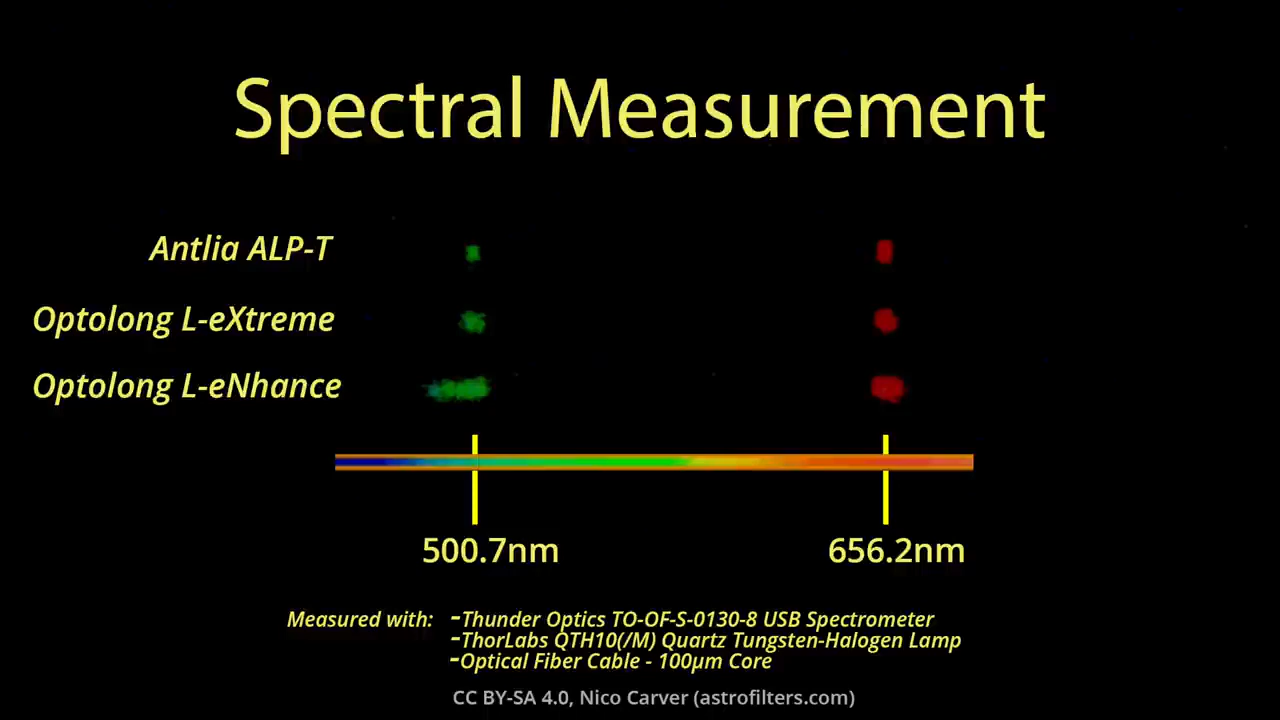 Spectral Measurement
Antlia ALP-T
Optolong L-eXtreme
Optolong L-eNhance
500.7nm 656.2nm
Measured with: -Thunder Optics TO-OF-S-0130-8 USB Spectrometer
-ThorLabs QTH10(/M) Quartz Tungsten-Halogen Lamp
-Optical Fiber Cable - 100µm Core
CC BY-SA 4.0, Nico Carver (astrofilters.com)